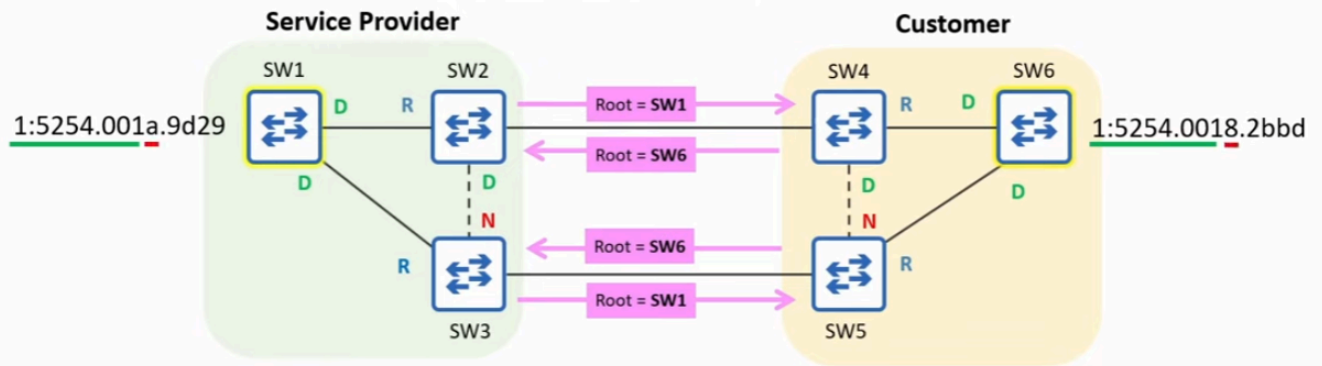 Service Provider
Customer
SW1
SW2
SW4
SW6
D
R
Root = SW1
R
D
1:5254.001a.9d29
1:5254.0018.2bbd
Root = SW6
D
D
D
D
N
N
Root = SW6
R
R
Root = SW1
SW3
SW5